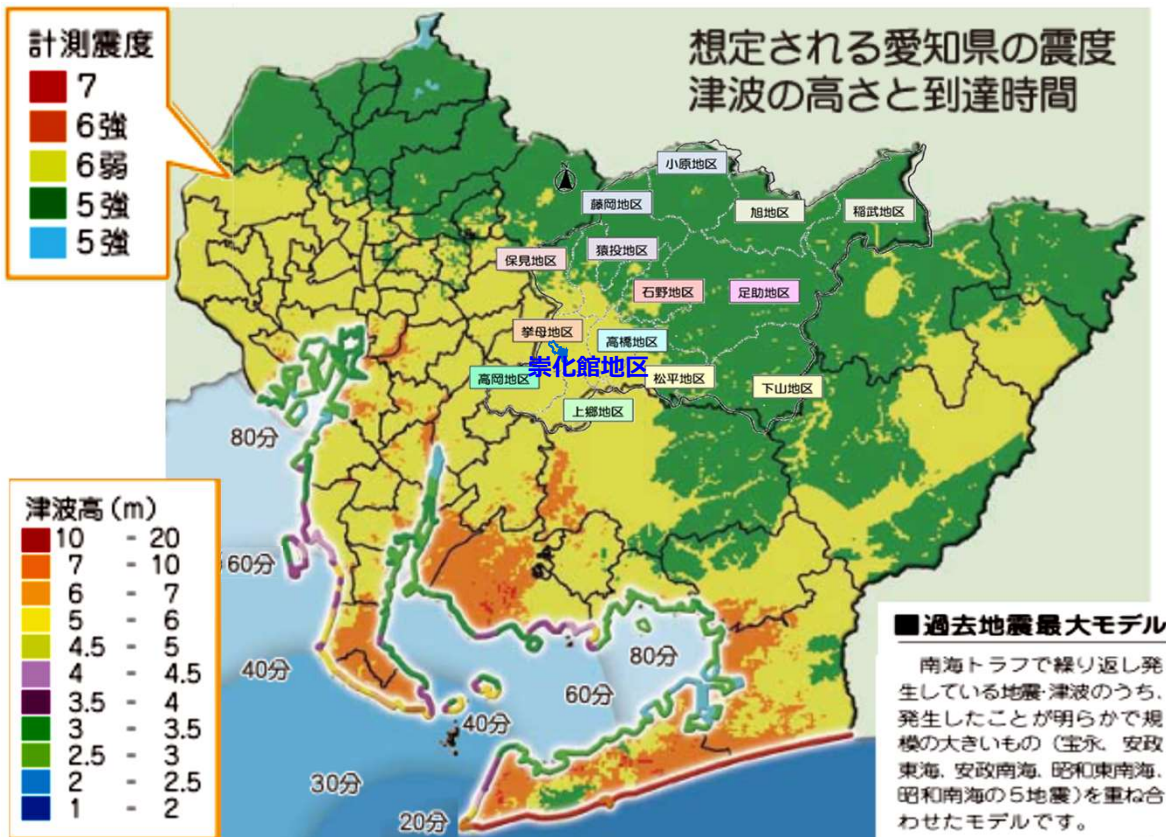 計測震度
7
6強
6弱
5強
5強
想定される愛知県の震度
津波の高さと到達時間
小原地区
藤岡地区
旭地区
稲武地区
保見地区
猿投地区
石野地区
足助地区
挙母地区
高橋地区
崇化館地区
高岡地区
松平地区
下山地区
上郷地区
80分
60分
40分
30分
20分
40分
60分
80分
津波高(m)
10 - 20
7 - 10
6 - 7
5 - 6
4.5 - 5
4 - 4.5
3.5 - 4
3 - 3.5
2.5 - 3
2 - 2.5
1 - 2
■過去地震最大モデル
南海トラフで繰り返し発
生している地震・津波のうち、
発生したことが明らかで規
模の大きいもの(宝永、安政
東海、安政南海、昭和東南海、
昭和南海の5地震)を重ね合
わせたモデルです。